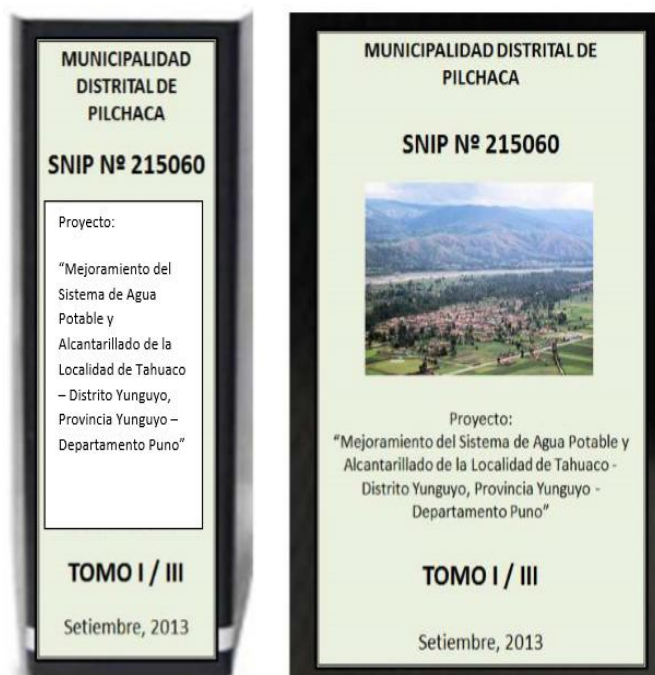 MUNICIPALIDAD
DISTRITAL DE
PILCHACA
SNIP Nº 215060
Proyecto:
“Mejoramiento del
Sistema de Agua
Potable y
Alcantarillado de la
Localidad de Tahuaco
– Distrito Yunguyo,
Provincia Yunguyo –
Departamento Puno”
TOMO I / III
Setiembre, 2013
MUNICIPALIDAD DISTRITAL DE
PILCHACA
SNIP Nº 215060
Proyecto:
“Mejoramiento del Sistema de Agua Potable y
Alcantarillado de la Localidad de Tahuaco -
Distrito Yunguyo, Provincia Yunguyo -
Departamento Puno”
TOMO I / III
Setiembre, 2013